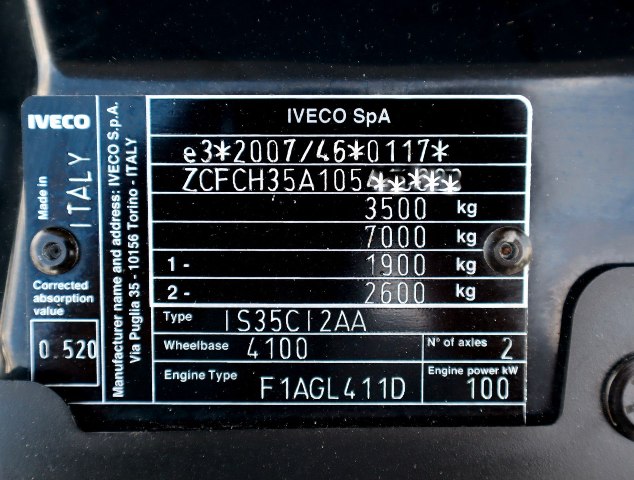 IVECO
Made in
ITALY
Corrected
absorption
value
0.520
Manufacturer name and address: IVECO S.p.A.
Via Puglia 35 - 10156 Torino - ITALY
IVECO SpA
e3*2007/46*0117*
ZCFCH35A105
3500 kg
7000 kg
1 - 1900 kg
2 - 2600 kg
Type IS35CI2AA
Wheelbase 4100 N° of axles 2
Engine Type F1AGL411D Engine power kW 100